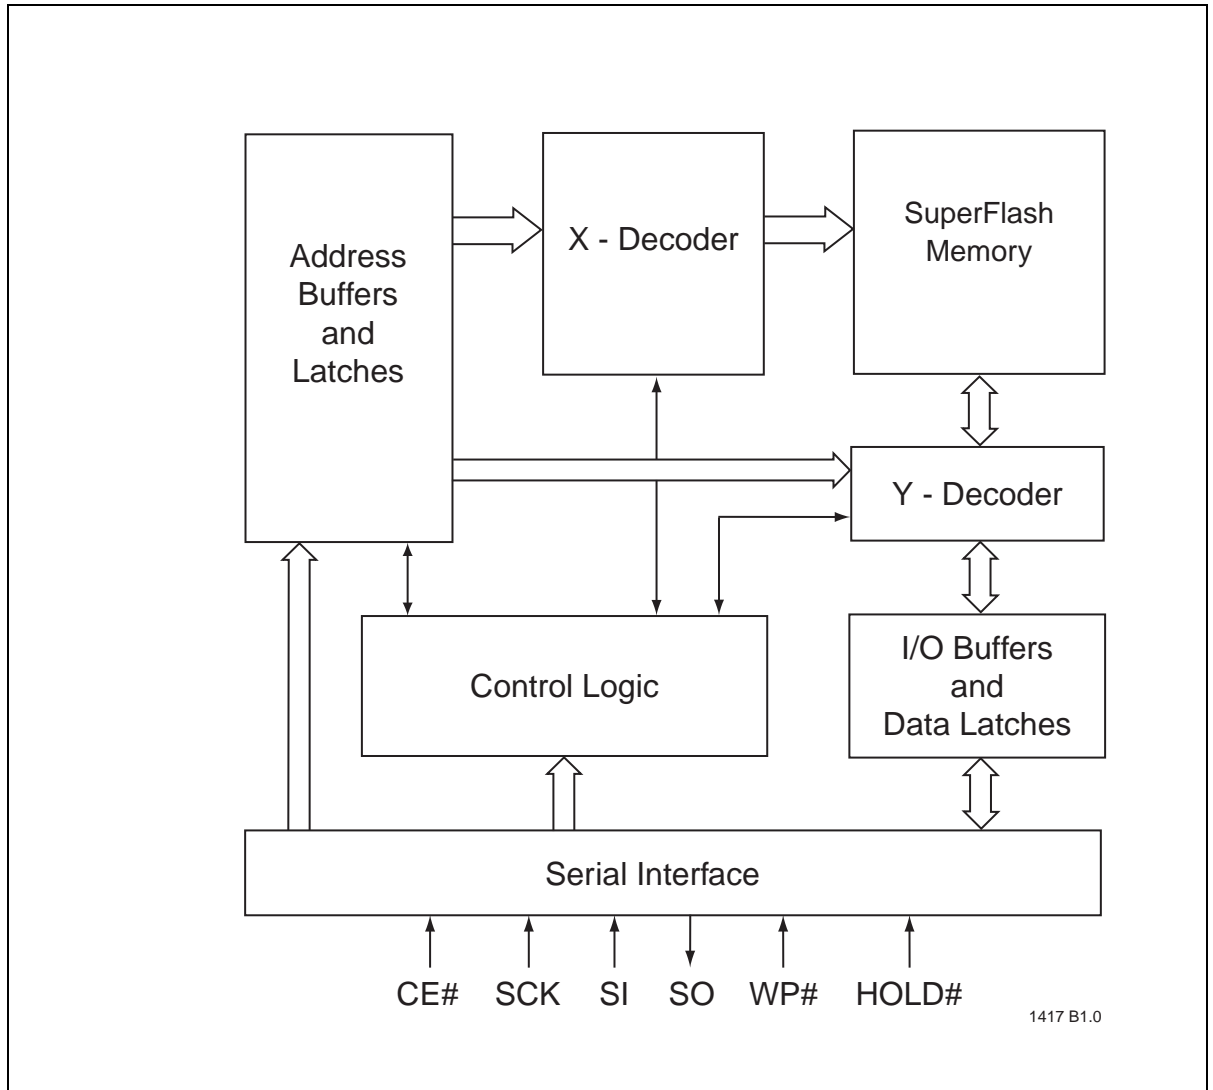 Address
Buffers
and
Latches
X - Decoder
SuperFlash
Memory
Y - Decoder
Control Logic
I/O Buffers
and
Data Latches
Serial Interface
CE# SCK SI SO WP# HOLD#
1417 B1.0